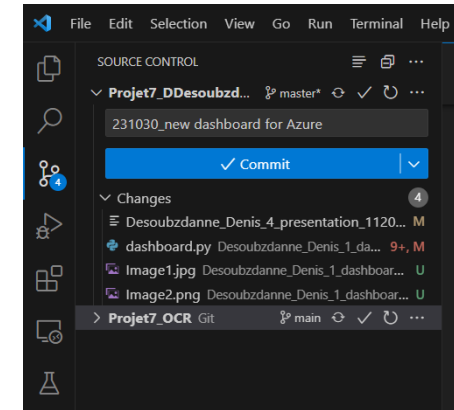 File Edit Selection View Go Run Terminal Help
SOURCE CONTROL
Projet7_DDesoubzd... master*
231030_new dashboard for Azure
Commit
Changes 4
Desoubzdanne_Denis_4_presentation_1120... M
dashboard.py Desoubzdanne_Denis_1_da... 9+, M
Image1.jpg Desoubzdanne_Denis_1_dashboar... U
Image2.png Desoubzdanne_Denis_1_dashboar... U
4
Projet7_OCR Git main